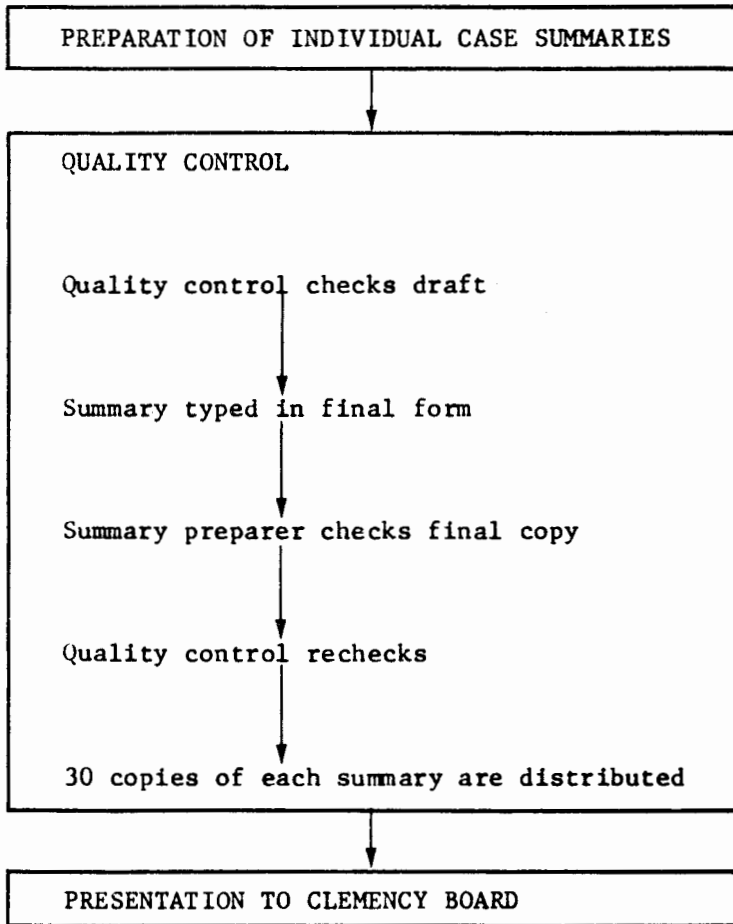 PREPARATION OF INDIVIDUAL CASE SUMMARIES
QUALITY CONTROL
Quality control checks draft
Summary typed in final form
Summary preparer checks final copy
Quality control rechecks
30 copies of each summary are distributed
PRESENTATION TO CLEMENCY BOARD